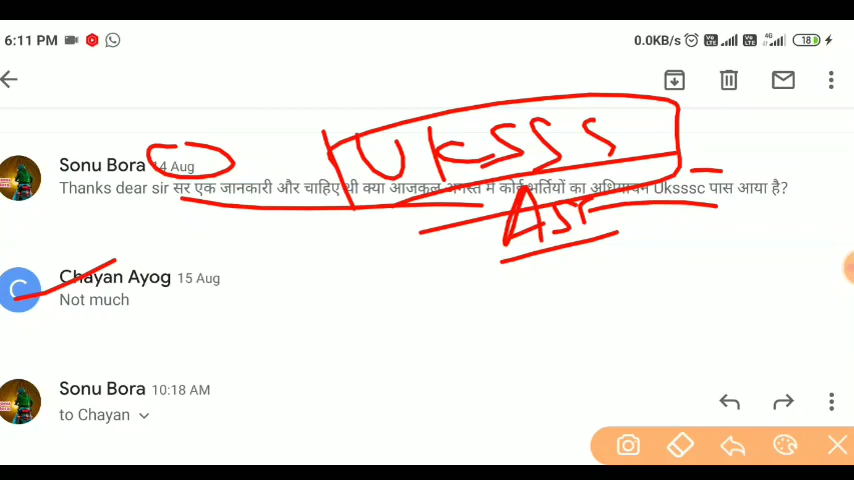 6:11 PM 0.0KB/s 4G 18
Sonu Bora 14 Aug
UKSSS
Thanks dear sir सर एक जानकारी और चाहिए थी क्या आजकल अगस्त में कोई भर्तियों का अधियाचन Uksssc पास आया है?
C Chayan Ayog 15 Aug
Not much
Sonu Bora 10:18 AM
to Chayan